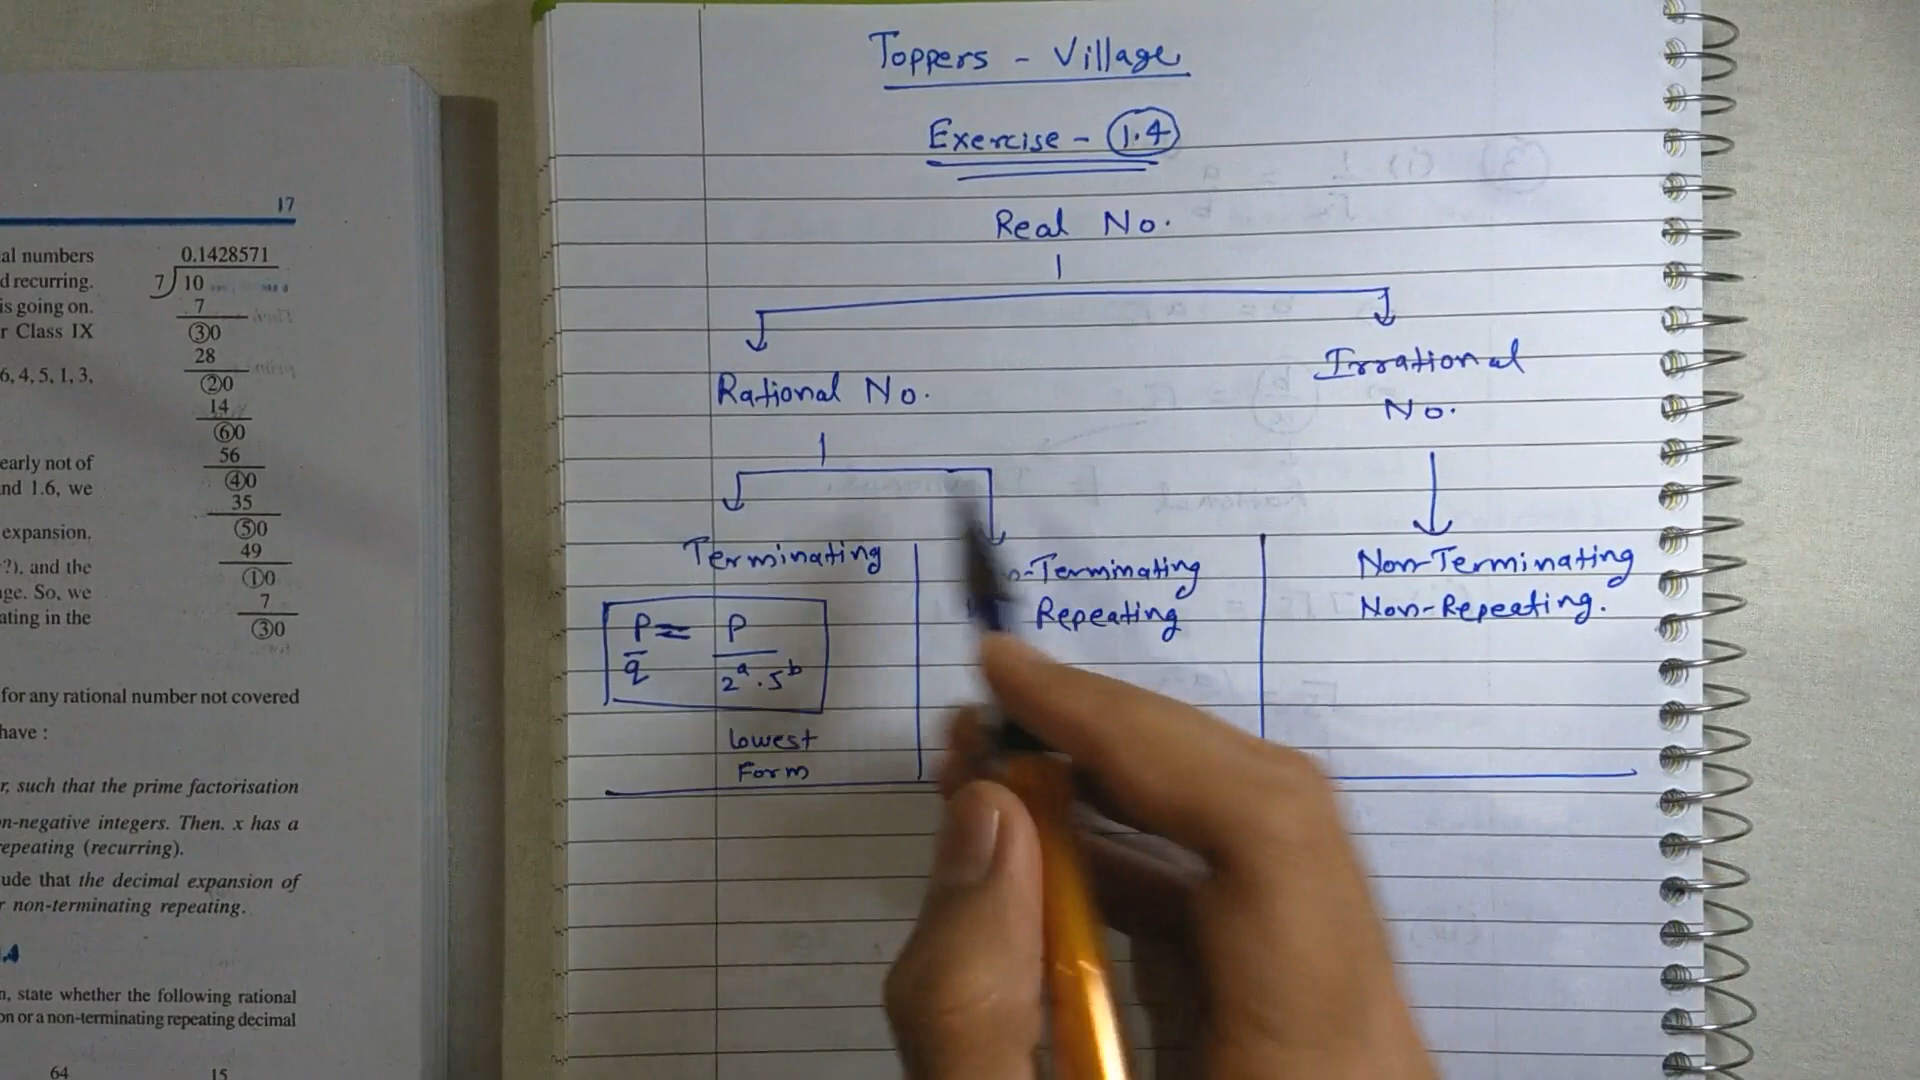 17
al numbers
d recurring.
is going on.
r Class IX
6, 4, 5, 1, 3,
early not of
nd 1.6, we
expansion.
?), and the
ge. So, we
ating in the
for any rational number not covered
have :
r, such that the prime factorisation
n-negative integers. Then, x has a
epeating (recurring).
ude that the decimal expansion of
r non-terminating repeating.
.4
n, state whether the following rational
on or a non-terminating repeating decimal
64 15
0.1428571
7 10
7
30
28
20
14
60
56
40
35
50
49
10
7
30
Toppers - Village
Exercise - 1.4
Real No.
Rational No.
Irrational
No.
Terminating
n-Terminating
Repeating
Non-Terminating
Non-Repeating.
P/q = P/2^a . 5^b
lowest
Form